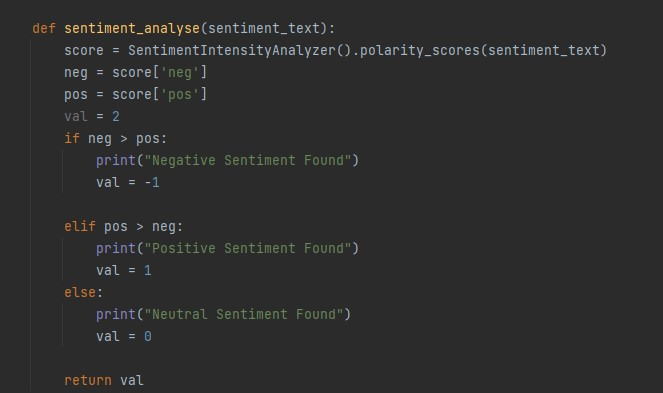 def sentiment_analyse(sentiment_text):
    score = SentimentIntensityAnalyzer().polarity_scores(sentiment_text)
    neg = score['neg']
    pos = score['pos']
    val = 2
    if neg > pos:
        print("Negative Sentiment Found")
        val = -1

    elif pos > neg:
        print("Positive Sentiment Found")
        val = 1
    else:
        print("Neutral Sentiment Found")
        val = 0

    return val